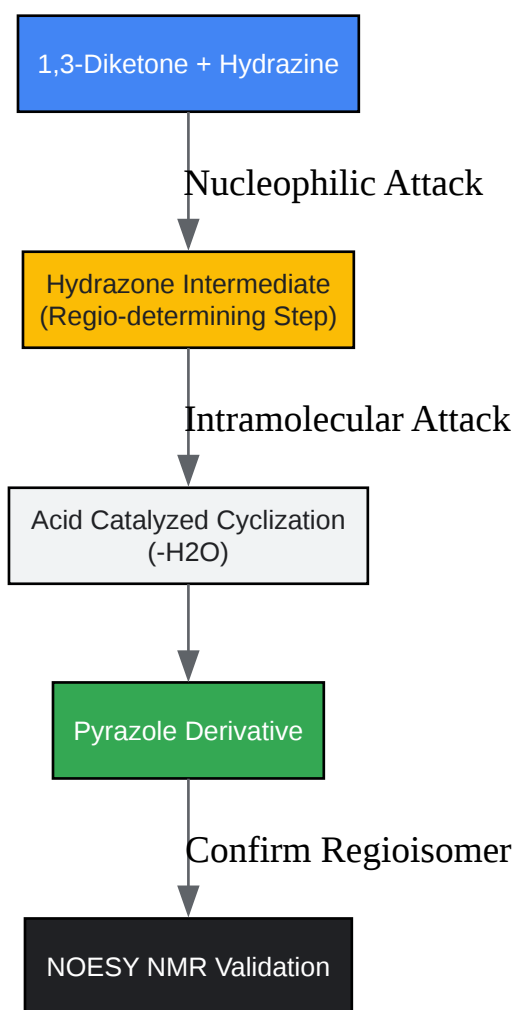 1,3-Diketone + Hydrazine
Nucleophilic Attack
Hydrazone Intermediate
(Regio-determining Step)
Intramolecular Attack
Acid Catalyzed Cyclization
(-H2O)
Pyrazole Derivative
Confirm Regioisomer
NOESY NMR Validation